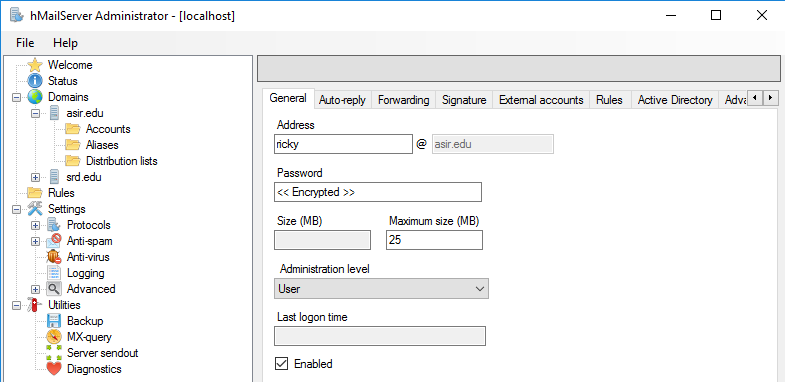 hMailServer Administrator - [localhost]
File Help
Welcome
Status
Domains
asir.edu
Accounts
Aliases
Distribution lists
srd.edu
Rules
Settings
Protocols
Anti-spam
Anti-virus
Logging
Advanced
Utilities
Backup
MX-query
Server sendout
Diagnostics
General Auto-reply Forwarding Signature External accounts Rules Active Directory Adva
Address
ricky @ asir.edu
Password
<< Encrypted >>
Size (MB) Maximum size (MB)
25
Administration level
User
Last logon time
Enabled